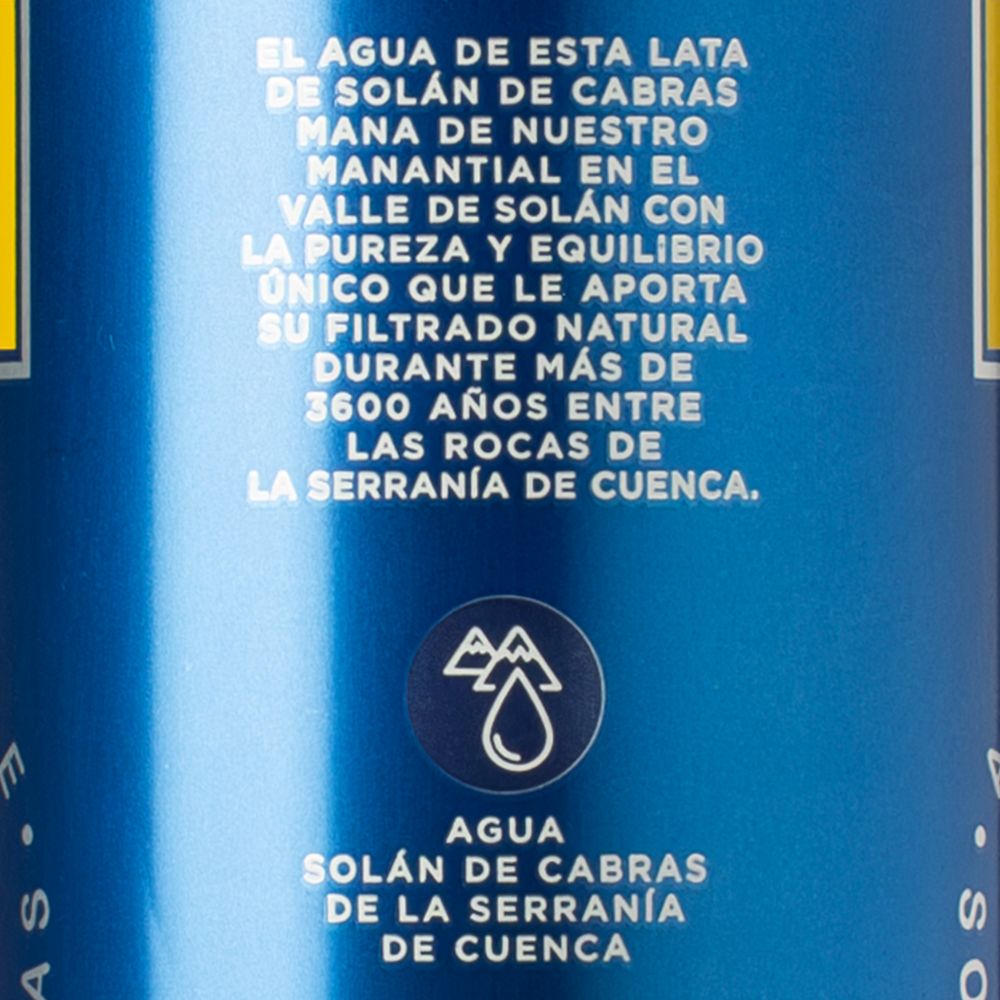 EL AGUA DE ESTA LATA
DE SOLÁN DE CABRAS
MANA DE NUESTRO
MANANTIAL EN EL
VALLE DE SOLÁN CON
LA PUREZA Y EQUILIBRIO
ÚNICO QUE LE APORTA
SU FILTRADO NATURAL
DURANTE MÁS DE
3600 AÑOS ENTRE
LAS ROCAS DE
LA SERRANÍA DE CUENCA.
AGUA
SOLÁN DE CABRAS
DE LA SERRANÍA
DE CUENCA